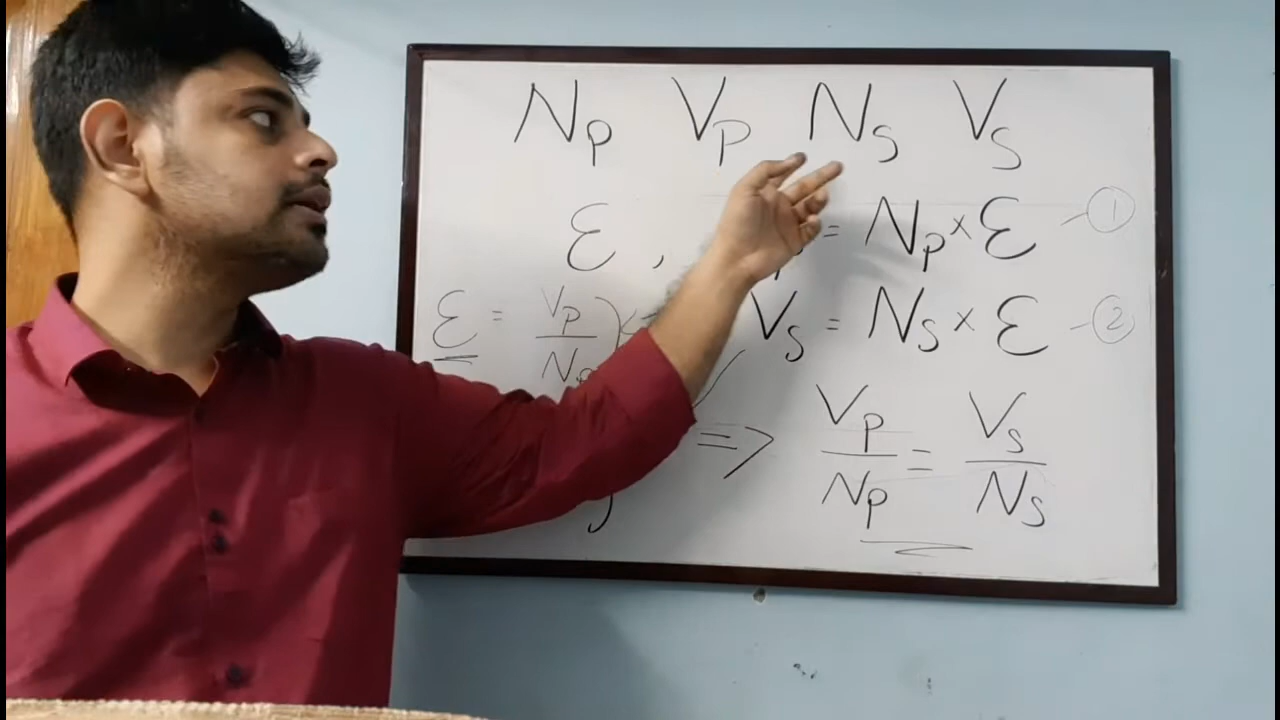 Np Vp Ns Vs
Ɛ , = Np × Ɛ — ①
Ɛ = Vp/Np Vs = Ns × Ɛ — ②
=> Vp/Np = Vs/Ns